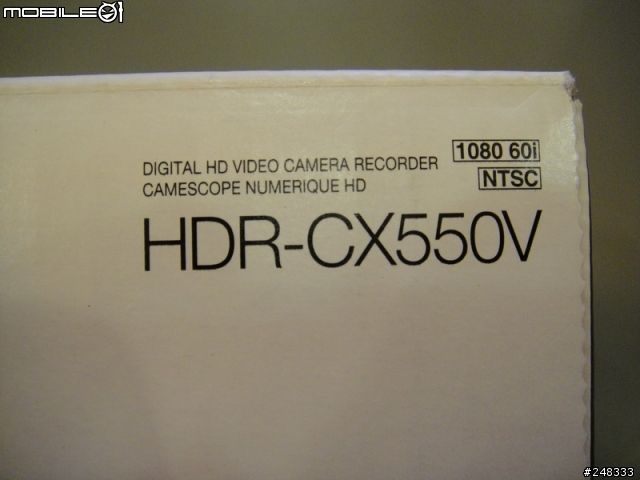 MOBILE01
DIGITAL HD VIDEO CAMERA RECORDER
CAMESCOPE NUMERIQUE HD
1080 60i
NTSC
HDR-CX550V
#248333